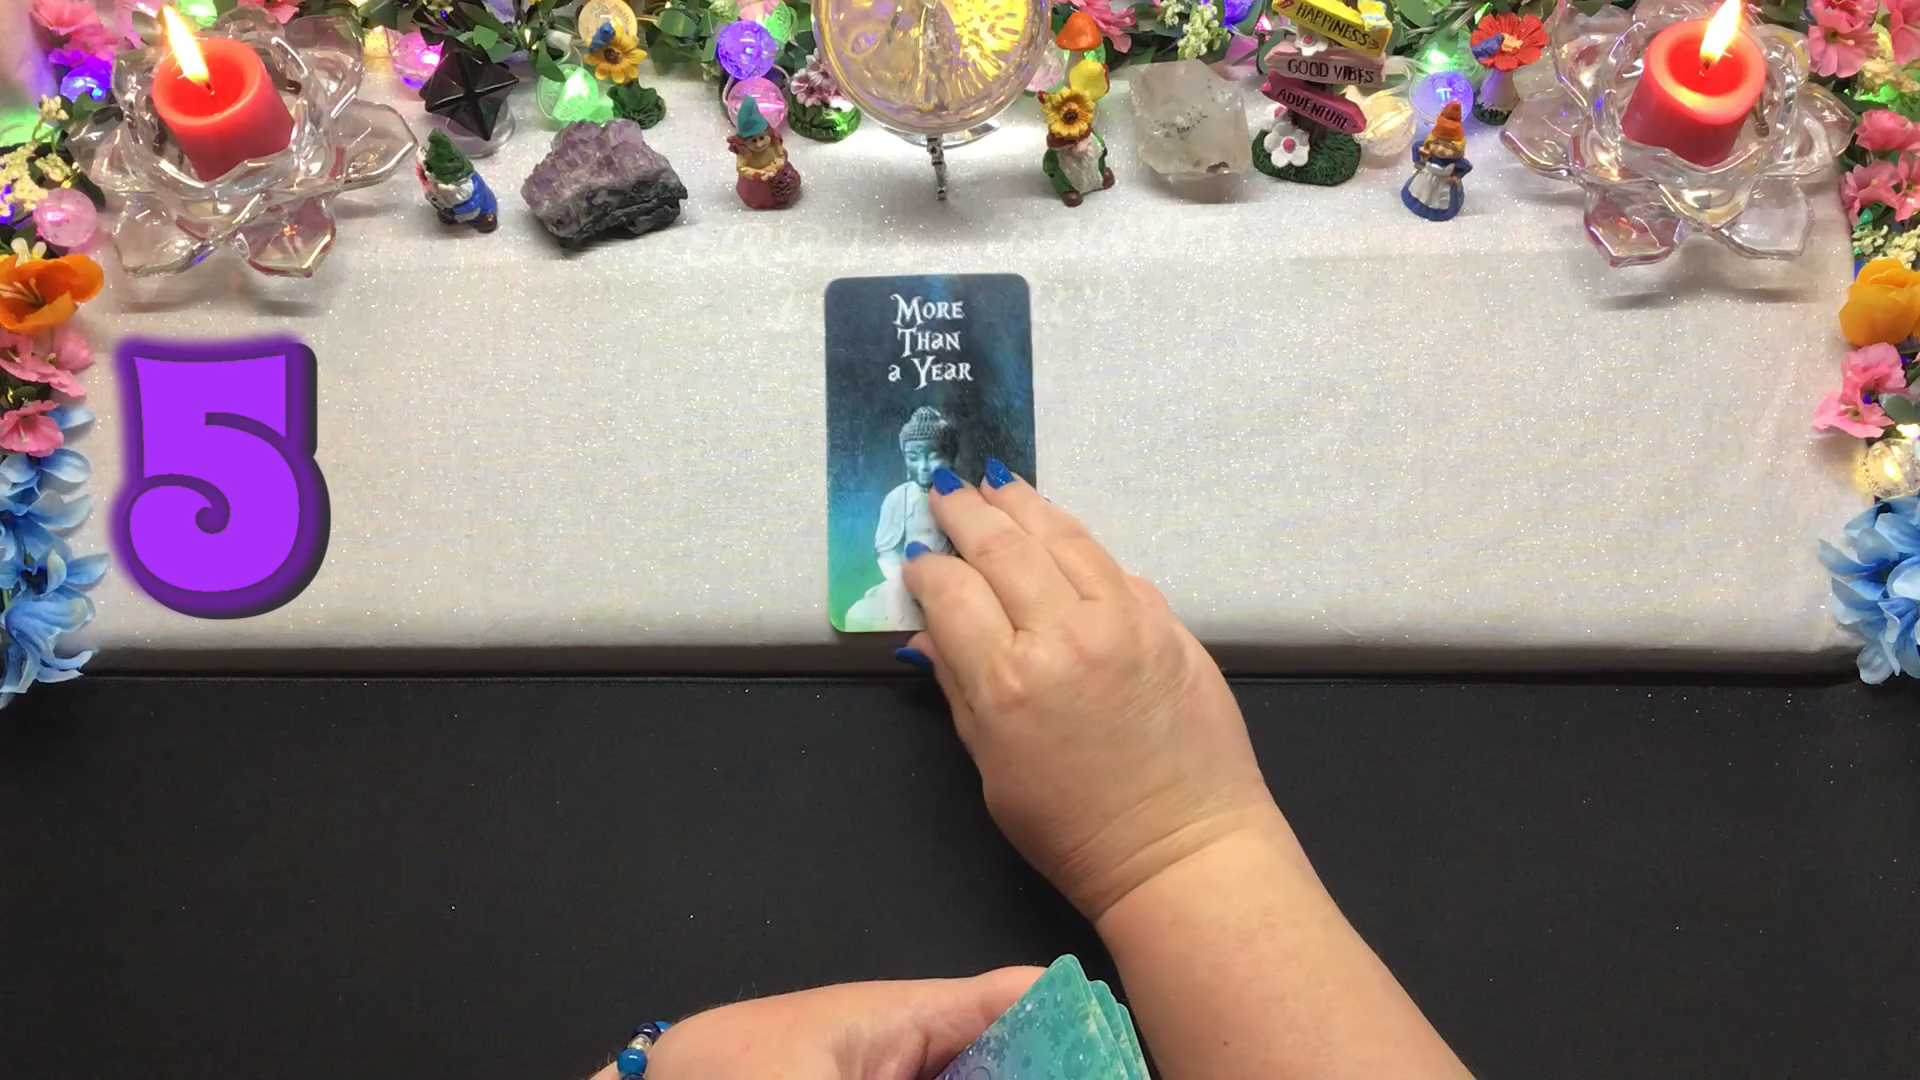 HAPPINESS
GOOD VIBES
ADVENTURE
More
Than
a Year
5